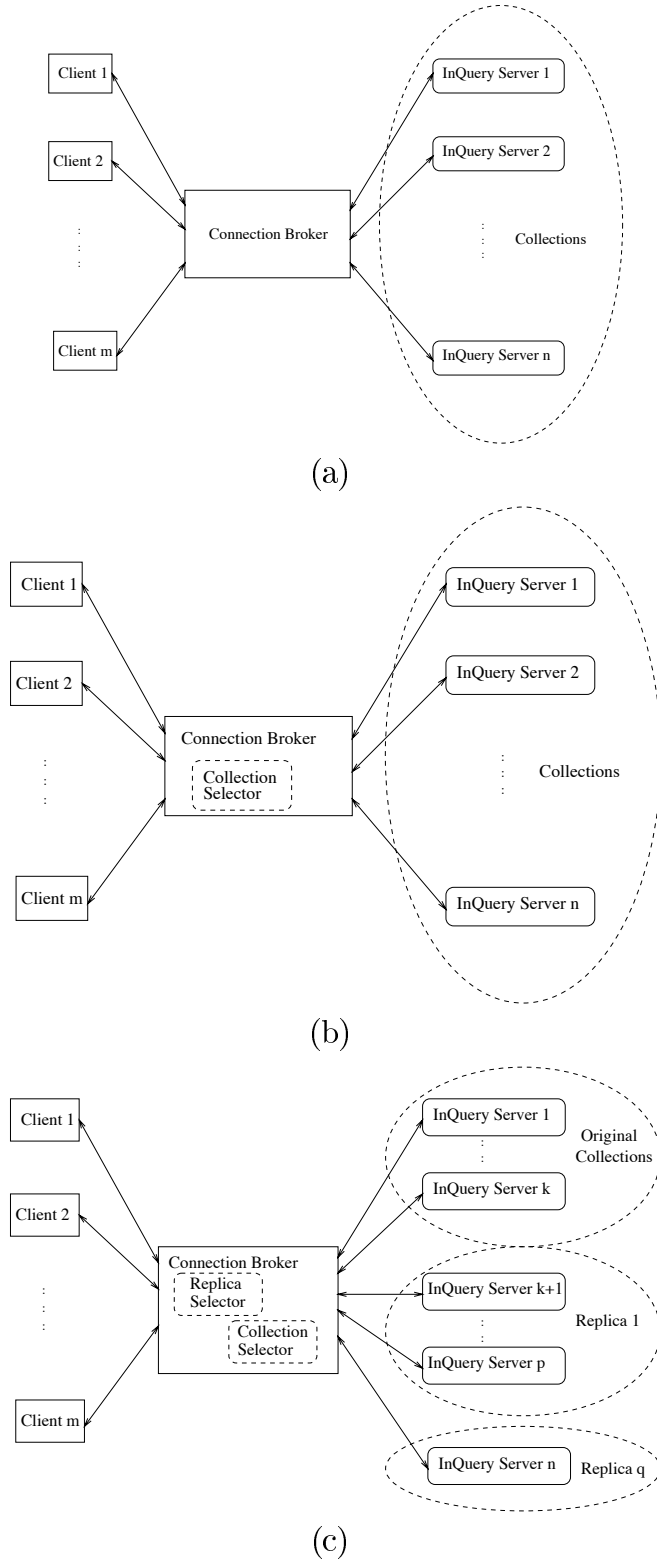 Client 1
InQuery Server 1
Client 2
InQuery Server 2
Connection Broker
Collections
Client m
InQuery Server n
(a)
Client 1
InQuery Server 1
Client 2
InQuery Server 2
Connection Broker
Collection
Selector
Collections
Client m
InQuery Server n
(b)
Client 1
InQuery Server 1
Original
Collections
InQuery Server k
Client 2
Connection Broker
Replica
Selector
Collection
Selector
InQuery Server k+1
Replica 1
InQuery Server p
Client m
InQuery Server n
Replica q
(c)